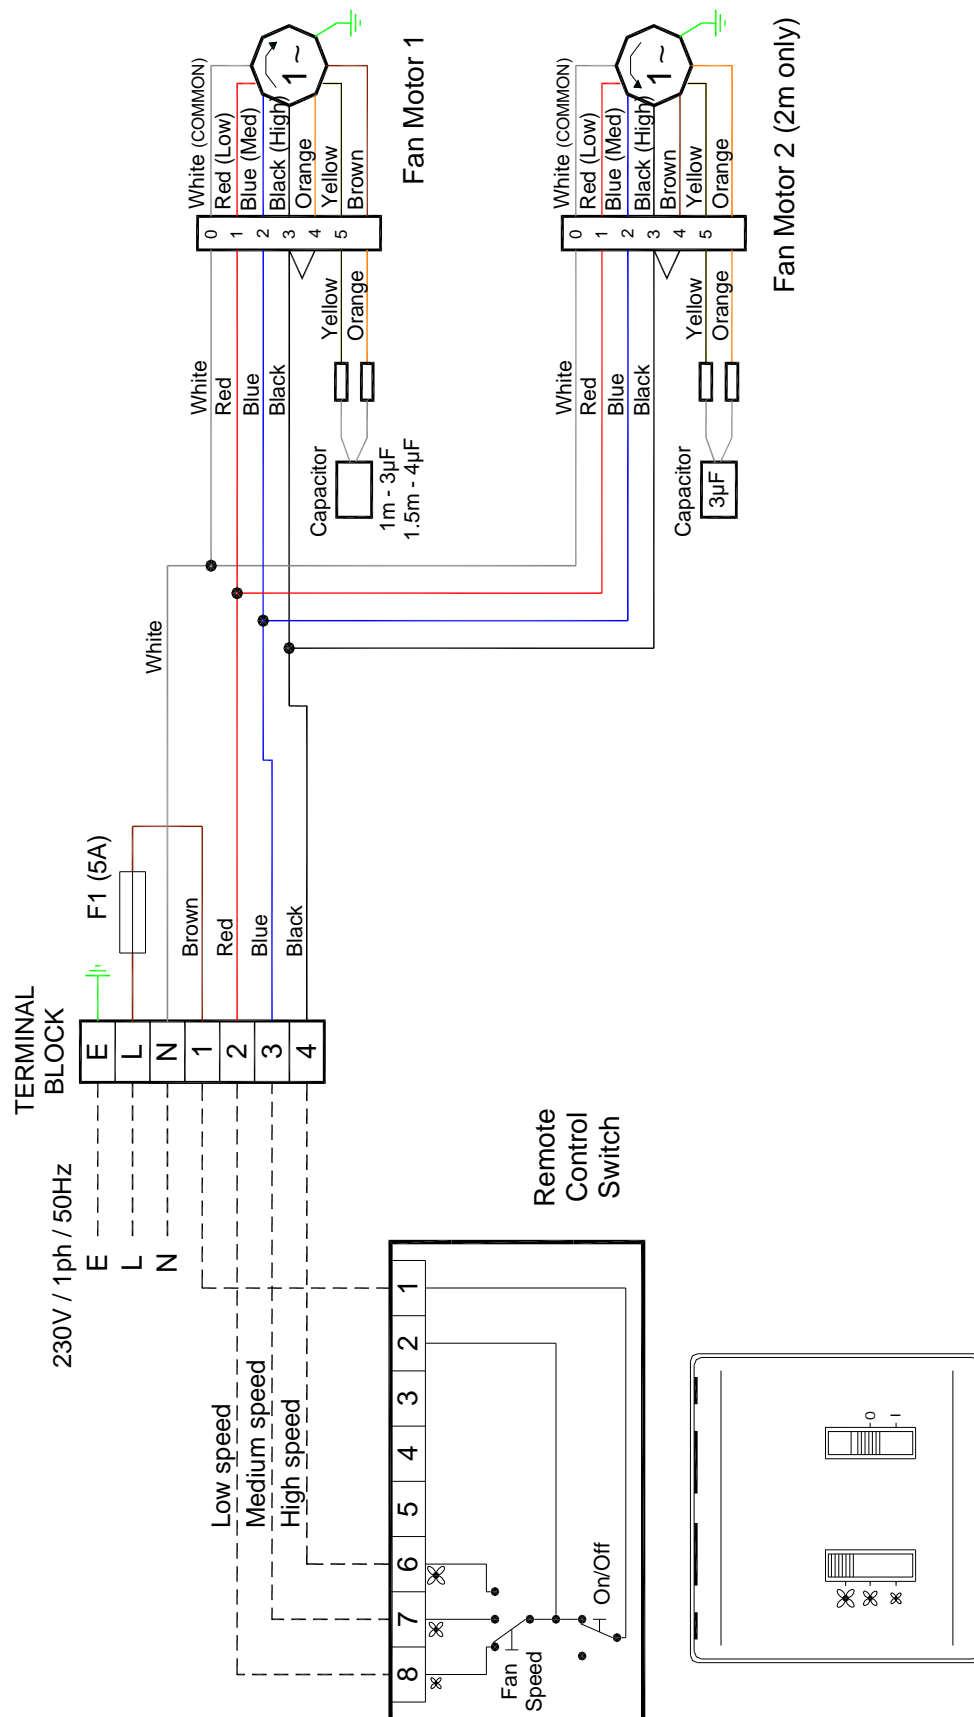 230V / 1ph / 50Hz
E
L
N
TERMINAL
BLOCK
E
L
N
1
2
3
4
F1 (5A)
Brown
Red
Blue
Black
White
White
Red
Blue
Black
Capacitor
1m - 3µF
1.5m - 4µF
Yellow
Orange
0
1
2
3
4
5
White (COMMON)
Red (Low)
Blue (Med)
Black (High)
Orange
Yellow
Brown
1 ~
Fan Motor 1
White
Red
Blue
Black
Capacitor
3µF
Yellow
Orange
0
1
2
3
4
5
White (COMMON)
Red (Low)
Blue (Med)
Black (High)
Brown
Yellow
Orange
1 ~
Fan Motor 2 (2m only)
Low speed
Medium speed
High speed
Remote
Control
Switch
8
7
6
5
4
3
2
1
Fan
Speed
On/Off
O
I